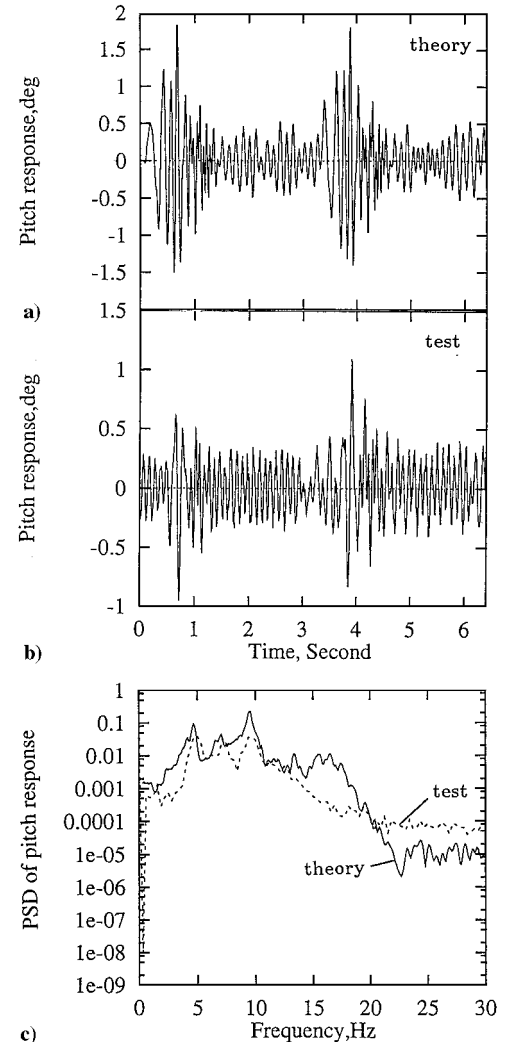 2
1.5
1
0.5
0
-0.5
-1
-1.5
Pitch response,deg
theory
a)
1.5
1
0.5
0
-0.5
-1
Pitch response,deg
test
0 1 2 3 4 5 6
b)
Time, Second
1
0.1
0.01
0.001
0.0001
1e-05
1e-06
1e-07
1e-08
1e-09
PSD of pitch response
test
theory
0 5 10 15 20 25 30
c)
Frequency,Hz